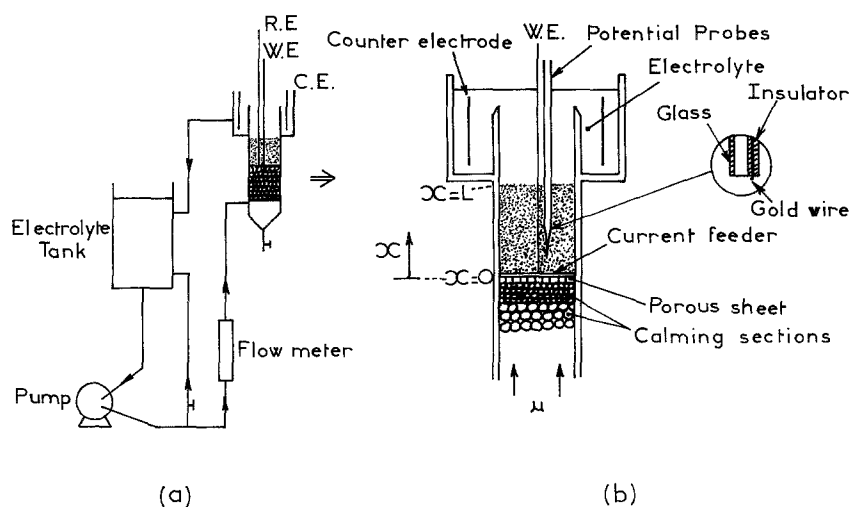 R.E
W.E
C.E.
Electrolyte
Tank
Flow meter
Pump
(a)
⇒
W.E.
Potential Probes
Counter electrode
Electrolyte
Insulator
Glass
Gold wire
x=L
x
Current feeder
x=0
Porous sheet
Calming sections
μ
(b)